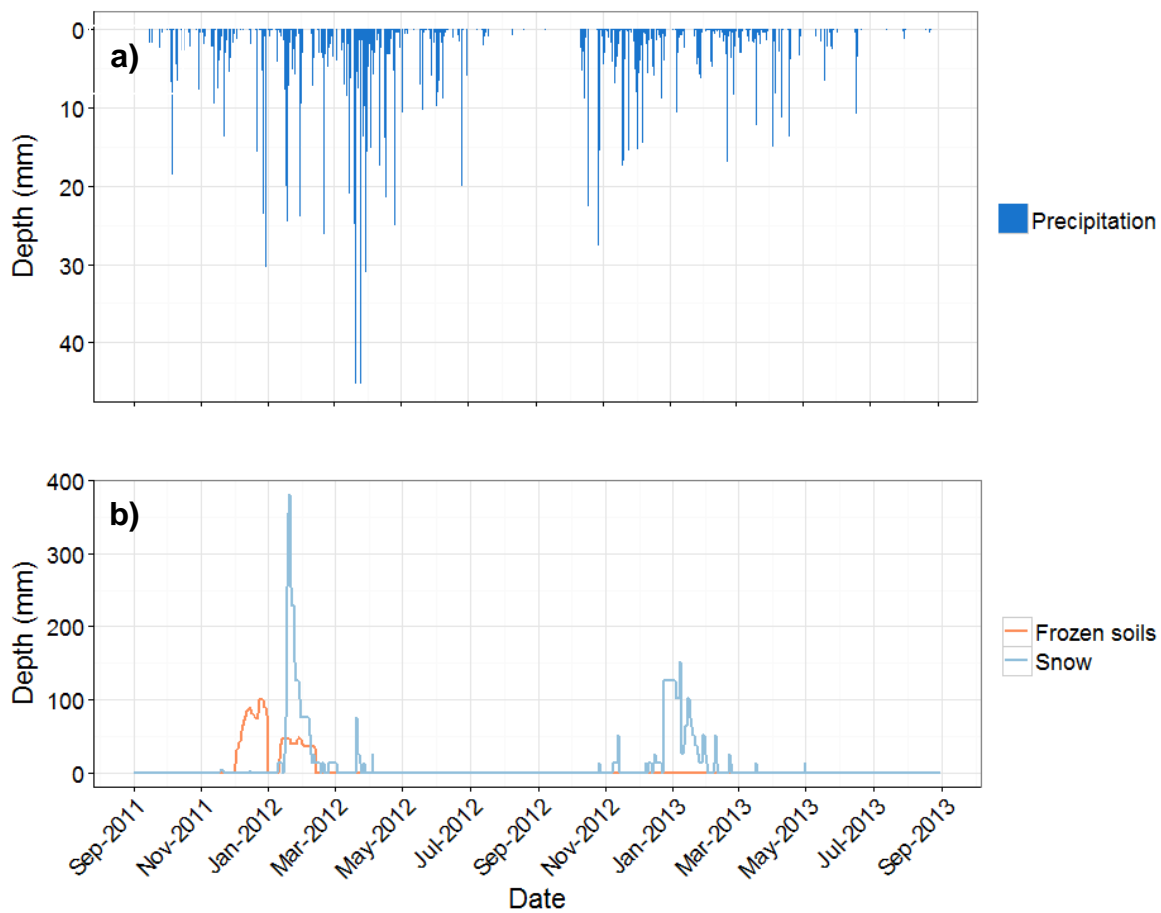 a)
0
10
20
30
40
Depth (mm)
Precipitation
b)
400
300
200
100
0
Depth (mm)
Frozen soils
Snow
Sep-2011
Nov-2011
Jan-2012
Mar-2012
May-2012
Jul-2012
Sep-2012
Nov-2012
Jan-2013
Mar-2013
May-2013
Jul-2013
Sep-2013
Date